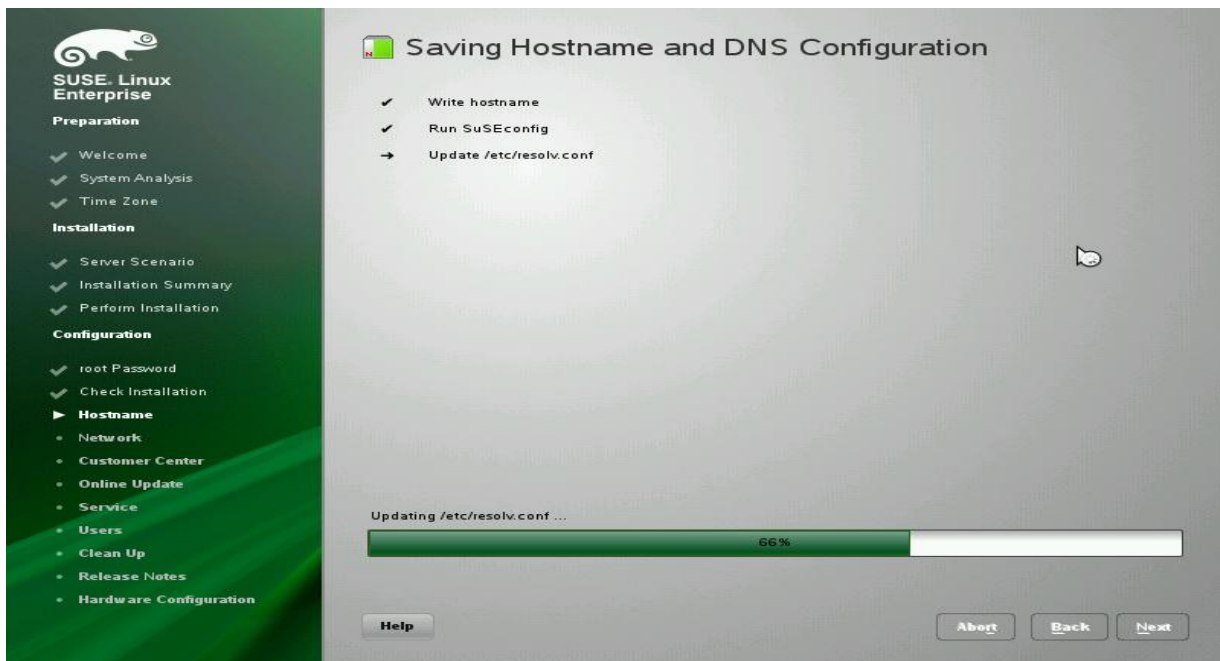 SUSE. Linux
Enterprise
Preparation
Welcome
System Analysis
Time Zone
Installation
Server Scenario
Installation Summary
Perform Installation
Configuration
root Password
Check Installation
Hostname
Network
Customer Center
Online Update
Service
Users
Clean Up
Release Notes
Hardware Configuration
N
Saving Hostname and DNS Configuration
Write hostname
Run SuSEconfig
Update /etc/resolv.conf
Updating /etc/resolv.conf ...
66%
Help Abort Back Next